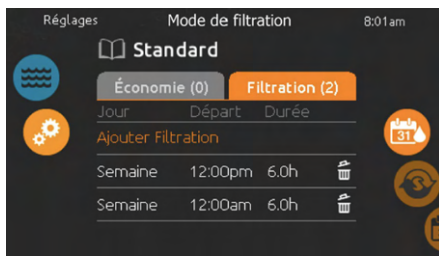 Réglages Mode de filtration 8:01am
Standard
Économie (0) Filtration (2)
Jour Départ Durée
Ajouter Filtration
31
Semaine 12:00pm 6.0h
S
Semaine 12:00am 6.0h